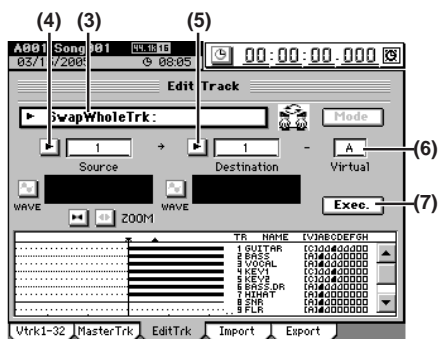 (4) (3) (5)
A001 Song001 44.1K 16
03/15/2005 08:05 00:00:00.000
Edit Track
SwapWholeTrk: Mode
1 → 1 - A (6)
Source Destination Virtual
WAVE WAVE Exec. (7)
ZOOM
TR NAME [V]ABCDEFGH
1 GUITAR [C]
2 BASS [A]
3 VOCAL [A]
4 KEY1 [C]
5 KEY2 [C]
6 BASS.DR [A]
7 HIHAT [A]
8 SNR [A]
9 FLR [A]
Vtrk1-32 MasterTrk EditTrk Import Export